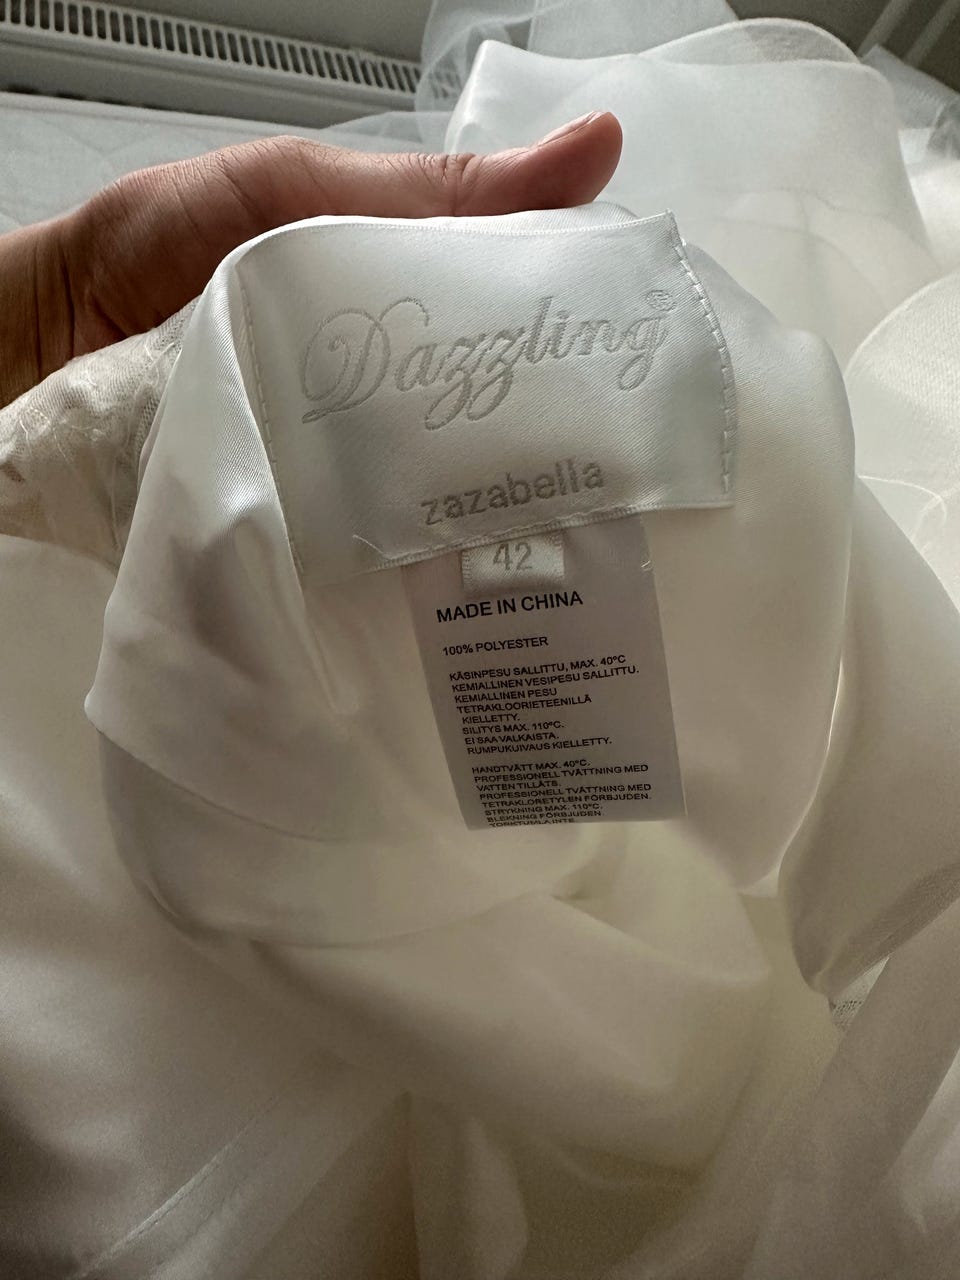 Dazzling®
zazabella
42
MADE IN CHINA
100% POLYESTER
KÄSINPESU SALLITTU, MAX. 40°C
KEMIALLINEN VESIPESU SALLITTU.
KEMIALLINEN PESU
TETRAKLOORIETEENILLÄ
KIELLETTY.
SILITYS MAX. 110°C.
EI SAA VALKAISTA.
RUMPUKUIVAUS KIELLETTY.
HANDTVÄTT MAX. 40°C.
PROFESSIONELL TVÄTTNING MED
VATTEN TILLÅTS.
PROFESSIONELL TVÄTTNING MED
TETRAKLORETYLEN FÖRBJUDEN.
STRYKNING MAX. 110°C.
BLEKNING FÖRBJUDEN.
TORKTUMLA INTE.